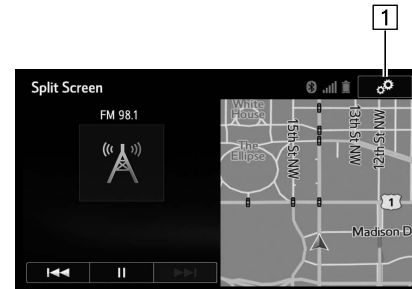 1
Split Screen
FM 98.1
White
House
The
Ellipse
15th St NW
13th St NW
12th St NW
1
Madison D